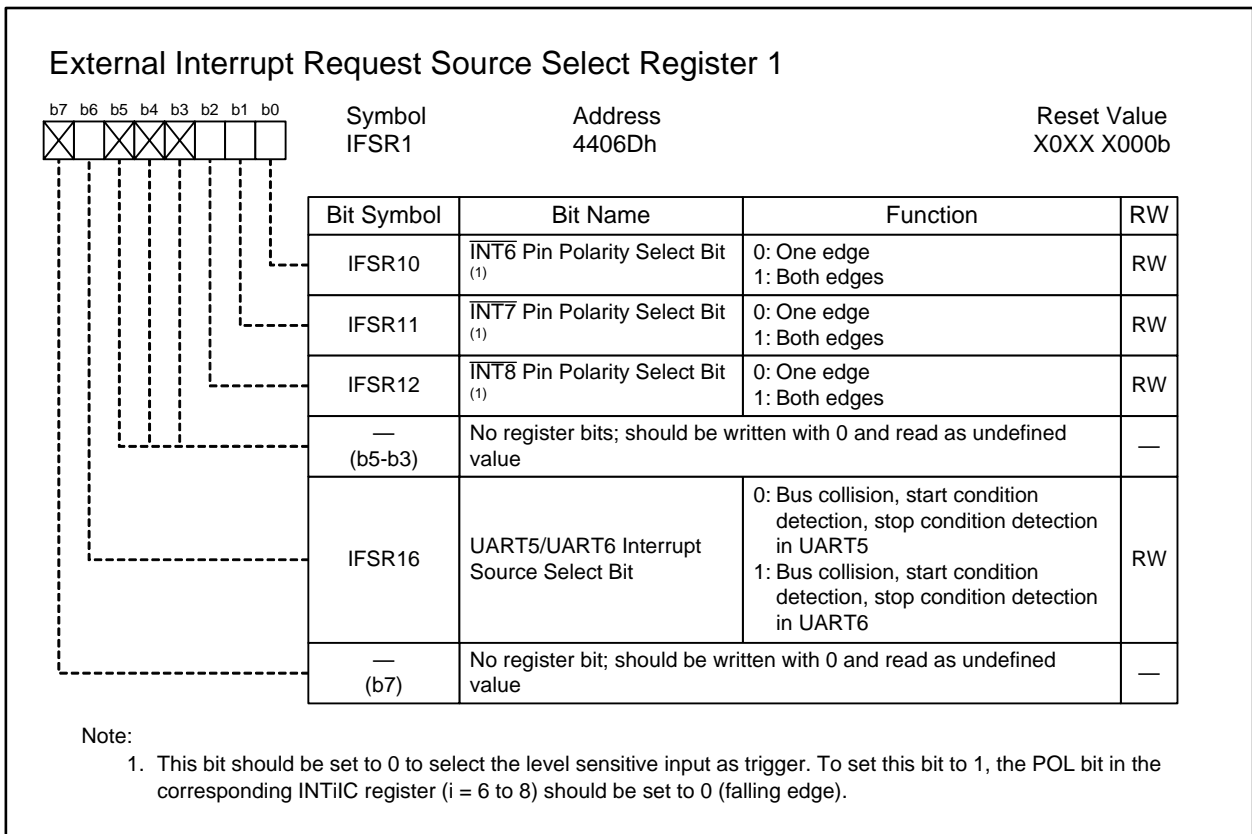 External Interrupt Request Source Select Register 1
b7 b6 b5 b4 b3 b2 b1 b0
Symbol Address Reset Value
IFSR1 4406Dh X0XX X000b
Bit Symbol Bit Name Function RW
IFSR10 INT6 Pin Polarity Select Bit (1) 0: One edge 1: Both edges RW
IFSR11 INT7 Pin Polarity Select Bit (1) 0: One edge 1: Both edges RW
IFSR12 INT8 Pin Polarity Select Bit (1) 0: One edge 1: Both edges RW
— (b5-b3) No register bits; should be written with 0 and read as undefined value —
IFSR16 UART5/UART6 Interrupt Source Select Bit
0: Bus collision, start condition
detection, stop condition detection
in UART5
1: Bus collision, start condition
detection, stop condition detection
in UART6
RW
— (b7) No register bit; should be written with 0 and read as undefined value —
Note:
1. This bit should be set to 0 to select the level sensitive input as trigger. To set this bit to 1, the POL bit in the
corresponding INTiIC register (i = 6 to 8) should be set to 0 (falling edge).